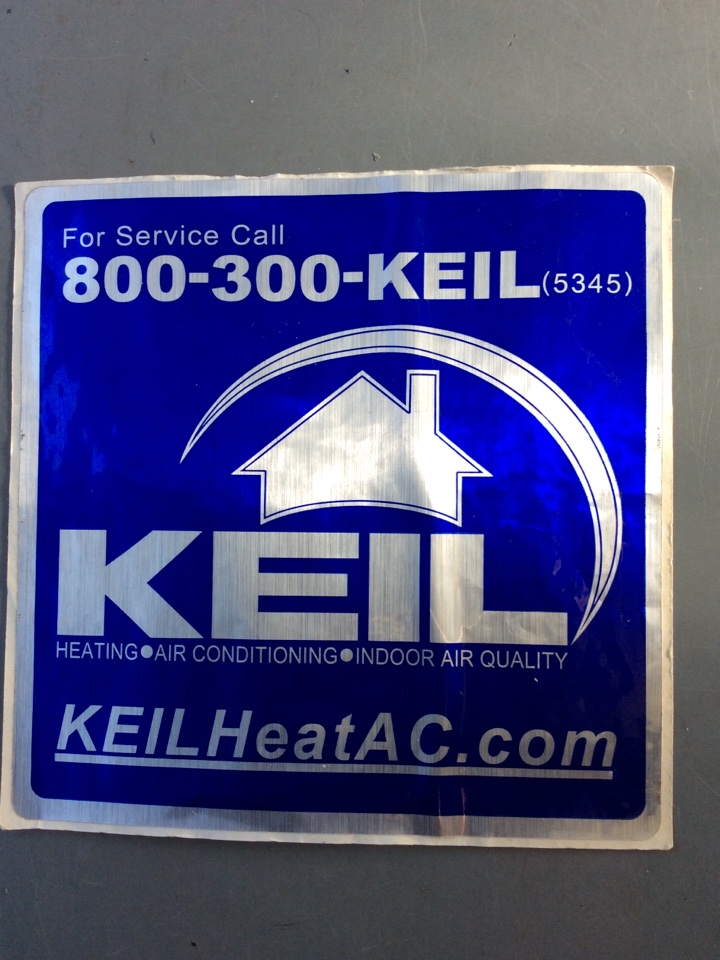 For Service Call
800-300-KEIL(5345)
KEIL
HEATING●AIR CONDITIONING●INDOOR AIR QUALITY
KEILHeatAC.com